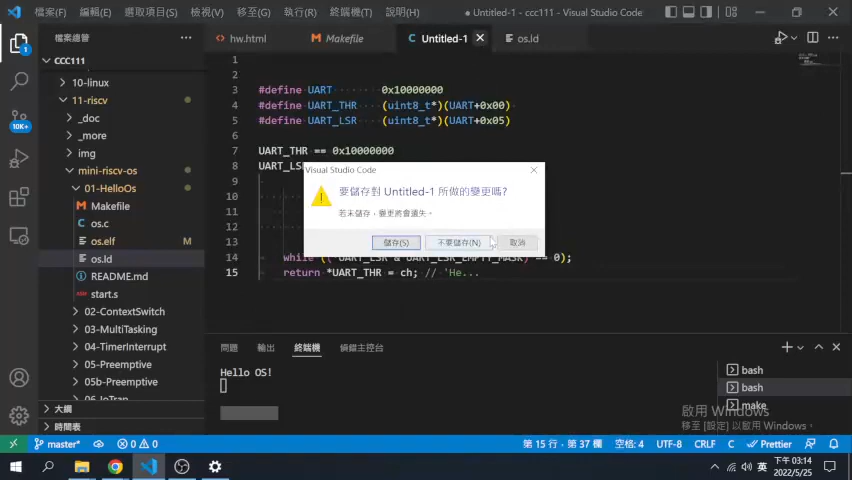 檔案(F) 編輯(E) 選取項目(S) 檢視(V) 移至(G) 執行(R) 終端機(T) 說明(H) ● Untitled-1 - ccc111 - Visual Studio Code
檔案總管 ··· hw.html Makefile C Untitled-1 os.ld
CCC111
10-linux
11-riscv
_doc
_more
img
mini-riscv-os
01-HelloOs
Makefile
C os.c
os.elf M
os.ld
README.md
start.s
02-ContextSwitch
03-MultiTasking
04-TimerInterrupt
05-Preemptive
05b-Preemptive
大綱
時間表
10K+
1
1
2
3 #define UART 0x10000000
4 #define UART_THR (uint8_t*)(UART+0x00)
5 #define UART_LSR (uint8_t*)(UART+0x05)
6
7 UART_THR == 0x10000000
8 UART_LS
9
10
11
12
13
14 while ((*UART_LSR & UART_LSR_EMPTY_MASK) == 0);
15 return *UART_THR = ch; // 'He...
Visual Studio Code
要儲存對 Untitled-1 所做的變更嗎?
若未儲存，變更將會遺失。
儲存(S) 不要儲存(N) 取消
問題 輸出 終端機 偵錯主控台
Hello OS!
bash
bash
make
啟用 Windows
移至 [設定] 以啟用 Windows。
master* 0 0 第 15 行，第 37 欄 空格: 4 UTF-8 CRLF C Prettier
英 下午 03:14
2022/5/25